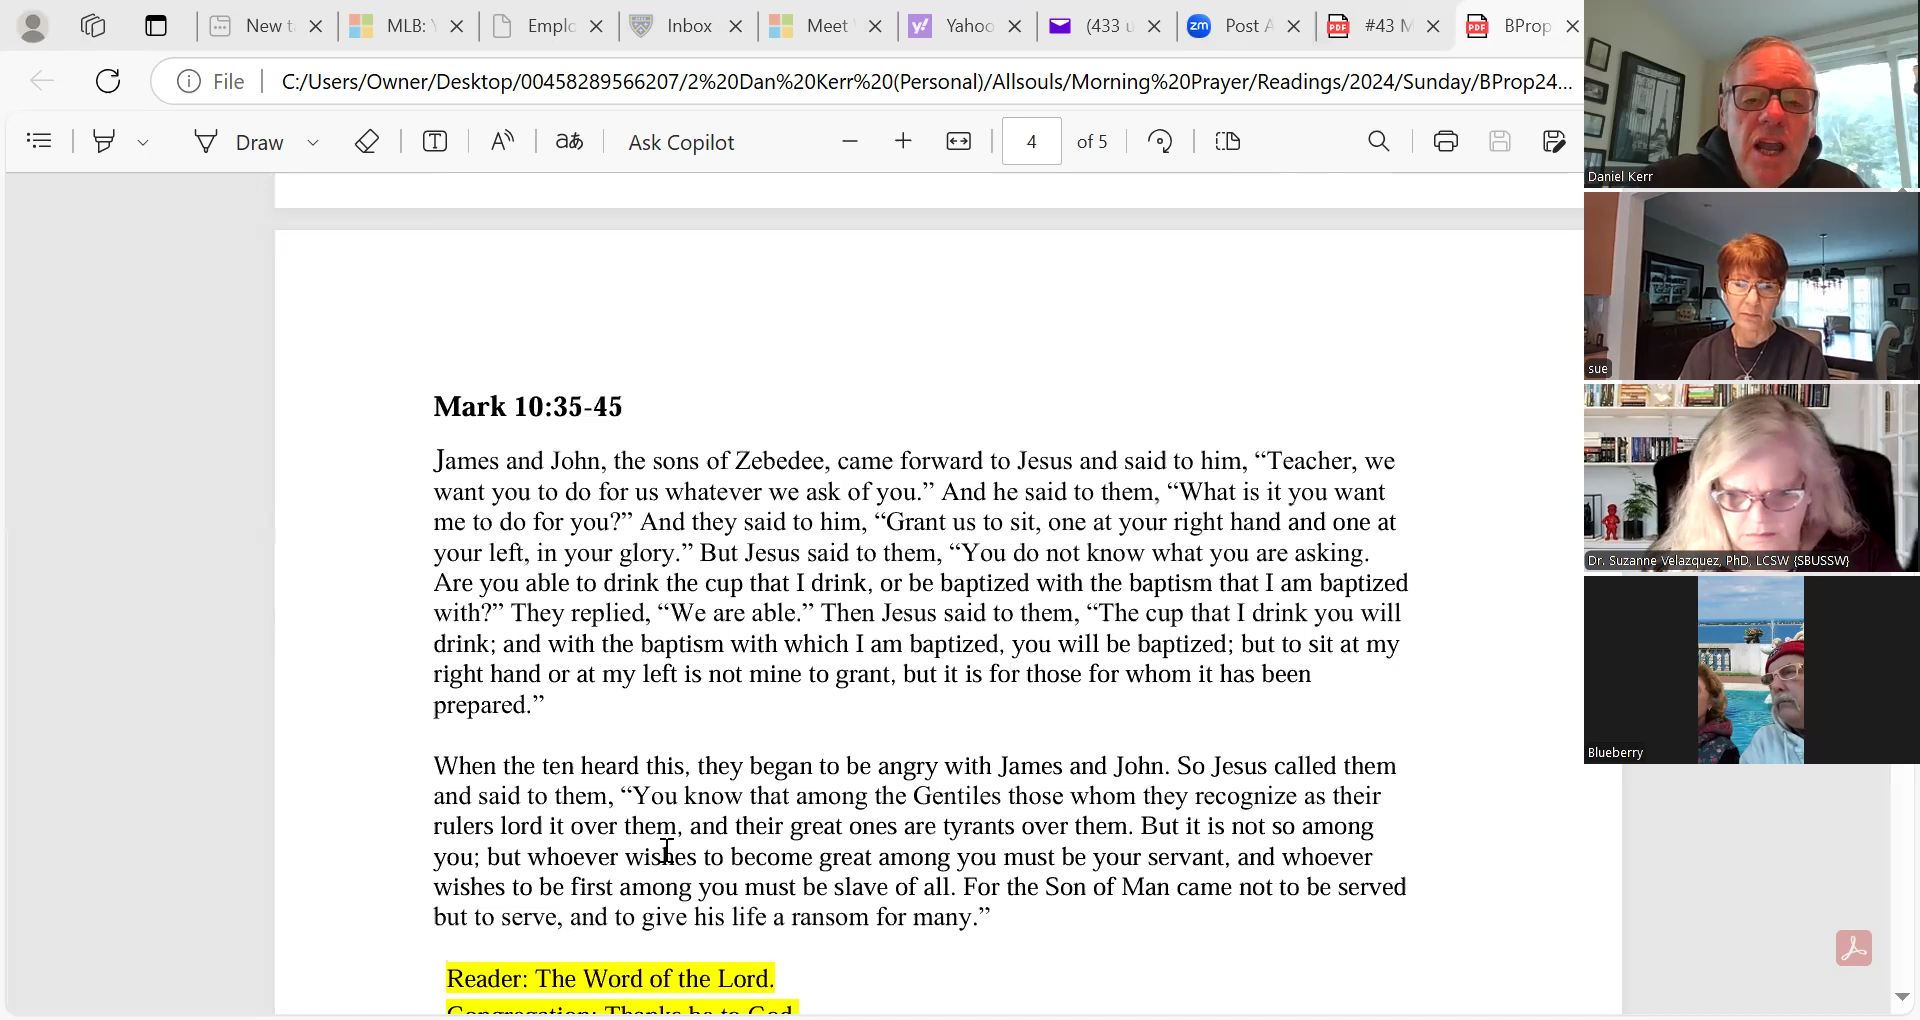 New t
MLB: Y
Emplo
Inbox
Meet
Yahoo
(433 u
zm
Post A
PDF
#43 M
PDF
BProp
File
C:/Users/Owner/Desktop/00458289566207/2%20Dan%20Kerr%20(Personal)/Allsouls/Morning%20Prayer/Readings/2024/Sunday/BProp24...
Draw
Ask Copilot
4
of 5
Daniel Kerr
sue
Dr. Suzanne Velazquez, PhD, LCSW {SBUSSW}
Blueberry
Mark 10:35-45
James and John, the sons of Zebedee, came forward to Jesus and said to him, “Teacher, we
want you to do for us whatever we ask of you.” And he said to them, “What is it you want
me to do for you?” And they said to him, “Grant us to sit, one at your right hand and one at
your left, in your glory.” But Jesus said to them, “You do not know what you are asking.
Are you able to drink the cup that I drink, or be baptized with the baptism that I am baptized
with?” They replied, “We are able.” Then Jesus said to them, “The cup that I drink you will
drink; and with the baptism with which I am baptized, you will be baptized; but to sit at my
right hand or at my left is not mine to grant, but it is for those for whom it has been
prepared.”
When the ten heard this, they began to be angry with James and John. So Jesus called them
and said to them, “You know that among the Gentiles those whom they recognize as their
rulers lord it over them, and their great ones are tyrants over them. But it is not so among
you; but whoever wishes to become great among you must be your servant, and whoever
wishes to be first among you must be slave of all. For the Son of Man came not to be served
but to serve, and to give his life a ransom for many.”
Reader: The Word of the Lord.
Congregation: Thanks be to God